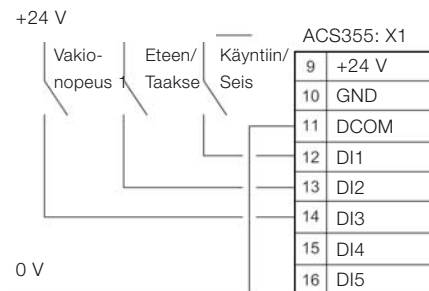 +24 V
Vakio-
nopeus 1
Eteen/
Taakse
Käyntiin/
Seis
ACS355: X1
9 +24 V
10 GND
11 DCOM
12 DI1
13 DI2
14 DI3
15 DI4
16 DI5
0 V